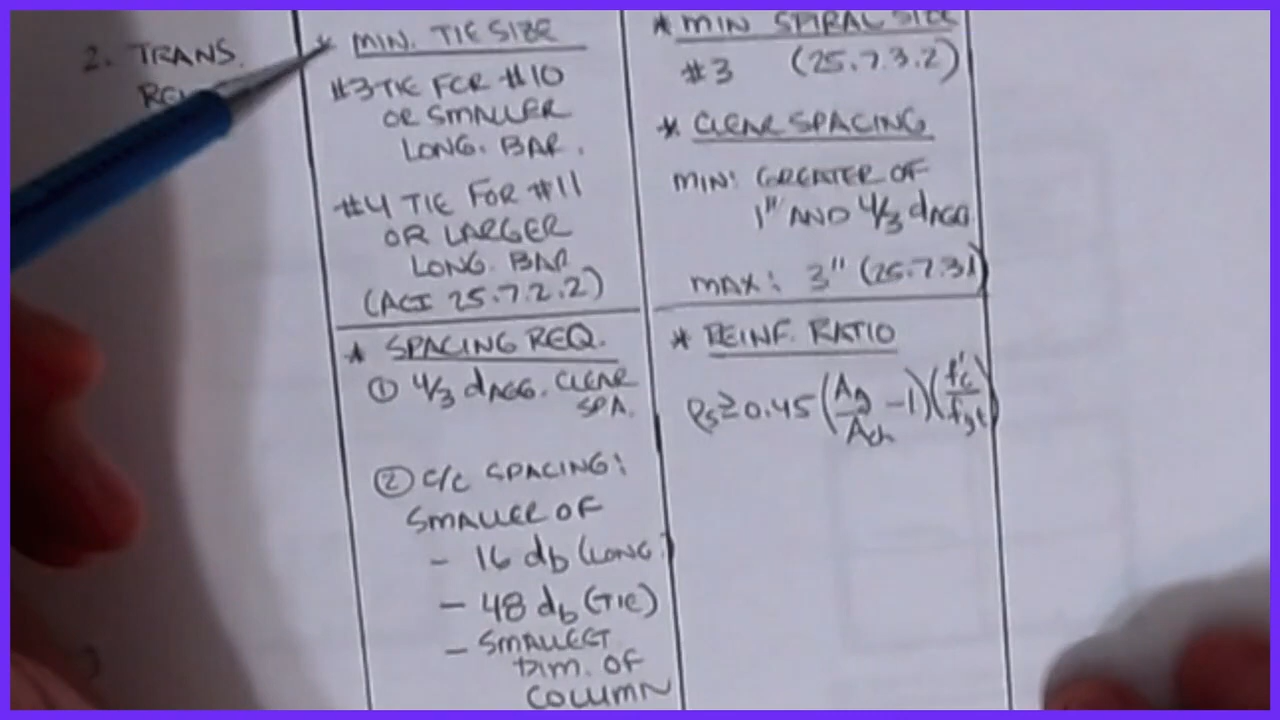 2. TRANS.
* MIN. TIE SIZE
#3 TIE FOR #10
OR SMALLER
LONG. BAR.
#4 TIE FOR #11
OR LARGER
LONG. BAR
(ACI 25.7.2.2)
* SPACING REQ.
① 4/3 dAGG. CLEAR
SPA.
② C/C SPACING:
SMALLER OF
- 16 db (LONG.)
- 48 db (TIE)
- SMALLEST
DIM. OF
COLUMN
* MIN SPIRAL SIZE
#3 (25.7.3.2)
* CLEAR SPACING
MIN: GREATER OF
1" AND 4/3 dAGG
MAX: 3" (25.7.3.1)
* REINF. RATIO
ρs ≥ 0.45 (Ag/Ach - 1)(f'c/fyt)